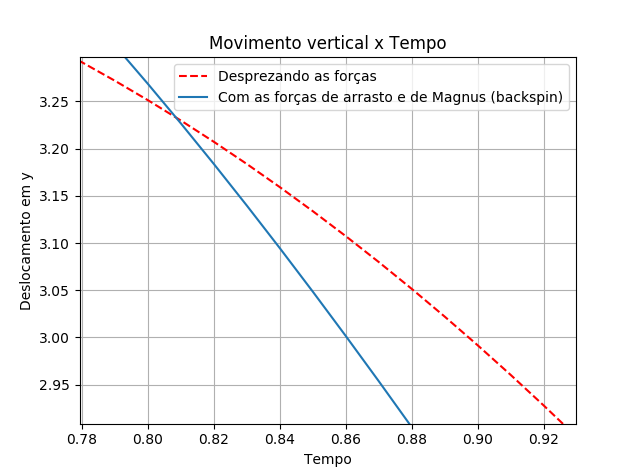 Movimento vertical x Tempo
Desprezando as forças
Com as forças de arrasto e de Magnus (backspin)
Deslocamento em y
3.25
3.20
3.15
3.10
3.05
3.00
2.95
0.78 0.80 0.82 0.84 0.86 0.88 0.90 0.92
Tempo